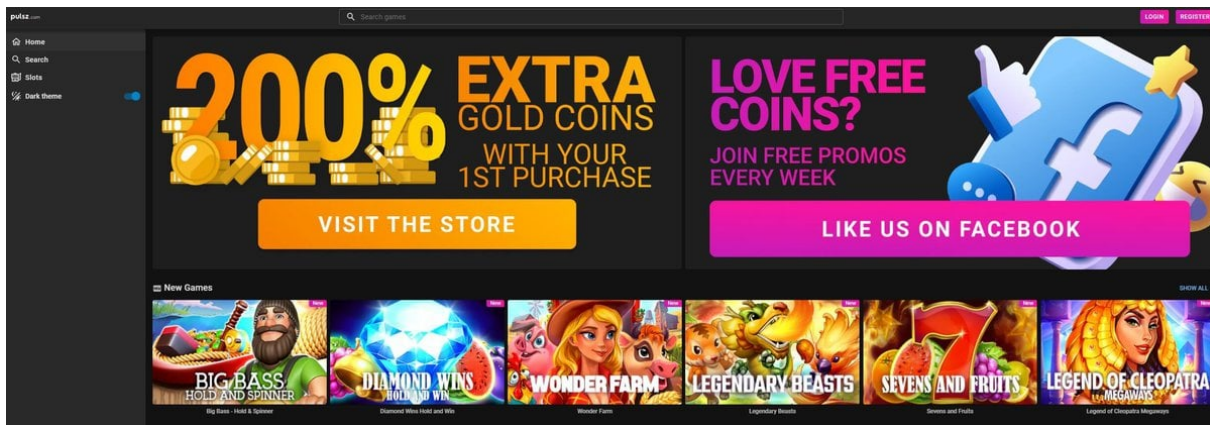 pulsz.com
Search games
LOGIN
REGISTER
Home
Search
Slots
Dark theme
200%
EXTRA
GOLD COINS
WITH YOUR
1ST PURCHASE
VISIT THE STORE
LOVE FREE
COINS?
JOIN FREE PROMOS
EVERY WEEK
LIKE US ON FACEBOOK
New Games
SHOW ALL
New
New
New
New
New
New
BIG BASS
HOLD AND SPINNER
DIAMOND WINS
HOLD AND WIN
WONDER FARM
LEGENDARY BEASTS
SEVENS AND FRUITS
LEGEND OF CLEOPATRA
MEGAWAYS
Big Bass - Hold & Spinner
Diamond Wins Hold and Win
Wonder Farm
Legendary Beasts
Sevens and Fruits
Legend of Cleopatra Megaways